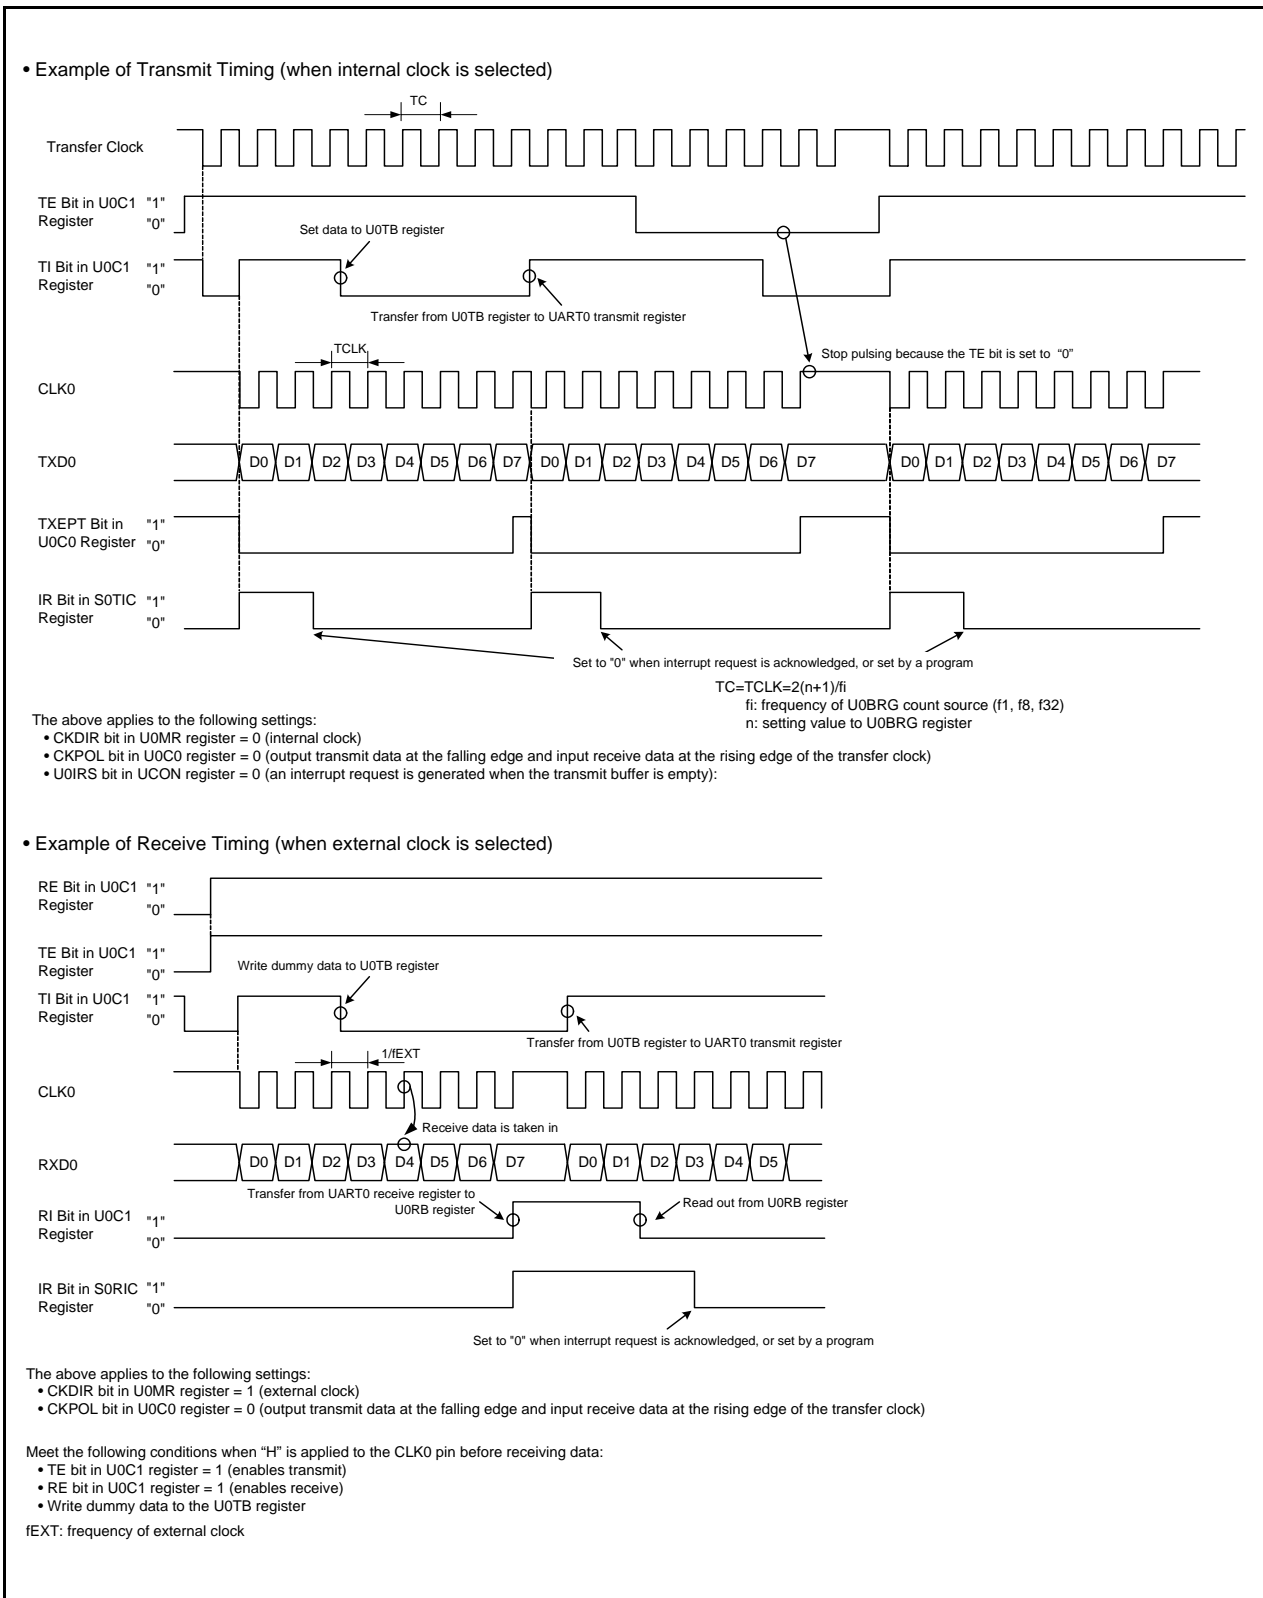 • Example of Transmit Timing (when internal clock is selected)
TC
Transfer Clock
TE Bit in U0C1 "1"
Register "0"
Set data to U0TB register
TI Bit in U0C1 "1"
Register "0"
Transfer from U0TB register to UART0 transmit register
TCLK
Stop pulsing because the TE bit is set to “0”
CLK0
TXD0 D0 D1 D2 D3 D4 D5 D6 D7 D0 D1 D2 D3 D4 D5 D6 D7 D0 D1 D2 D3 D4 D5 D6 D7
TXEPT Bit in "1"
U0C0 Register "0"
IR Bit in S0TIC "1"
Register "0"
Set to "0" when interrupt request is acknowledged, or set by a program
TC=TCLK=2(n+1)/fi
fi: frequency of U0BRG count source (f1, f8, f32)
n: setting value to U0BRG register
The above applies to the following settings:
• CKDIR bit in U0MR register = 0 (internal clock)
• CKPOL bit in U0C0 register = 0 (output transmit data at the falling edge and input receive data at the rising edge of the transfer clock)
• U0IRS bit in UCON register = 0 (an interrupt request is generated when the transmit buffer is empty):
• Example of Receive Timing (when external clock is selected)
RE Bit in U0C1 "1"
Register "0"
TE Bit in U0C1 "1"
Register "0"
Write dummy data to U0TB register
TI Bit in U0C1 "1"
Register "0"
Transfer from U0TB register to UART0 transmit register
1/fEXT
CLK0
Receive data is taken in
RXD0 D0 D1 D2 D3 D4 D5 D6 D7 D0 D1 D2 D3 D4 D5
Transfer from UART0 receive register to
U0RB register
Read out from U0RB register
RI Bit in U0C1 "1"
Register "0"
IR Bit in S0RIC "1"
Register "0"
Set to "0" when interrupt request is acknowledged, or set by a program
The above applies to the following settings:
• CKDIR bit in U0MR register = 1 (external clock)
• CKPOL bit in U0C0 register = 0 (output transmit data at the falling edge and input receive data at the rising edge of the transfer clock)
Meet the following conditions when “H” is applied to the CLK0 pin before receiving data:
• TE bit in U0C1 register = 1 (enables transmit)
• RE bit in U0C1 register = 1 (enables receive)
• Write dummy data to the U0TB register
fEXT: frequency of external clock